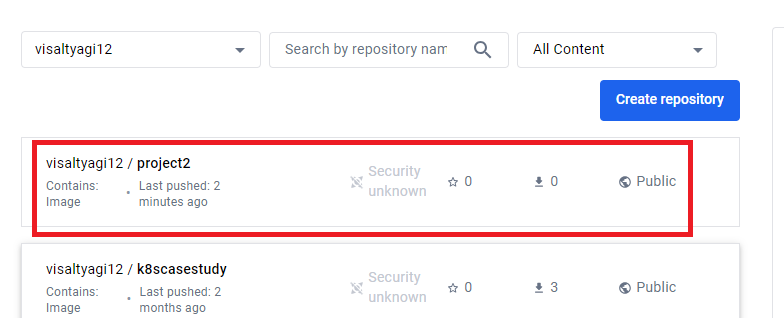 visaltyagi12
Search by repository nam
All Content
Create repository
visaltyagi12 / project2
Contains: Image
• Last pushed: 2 minutes ago
Security unknown
0
0
Public
visaltyagi12 / k8scasestudy
Contains: Image
• Last pushed: 2 months ago
Security unknown
0
3
Public